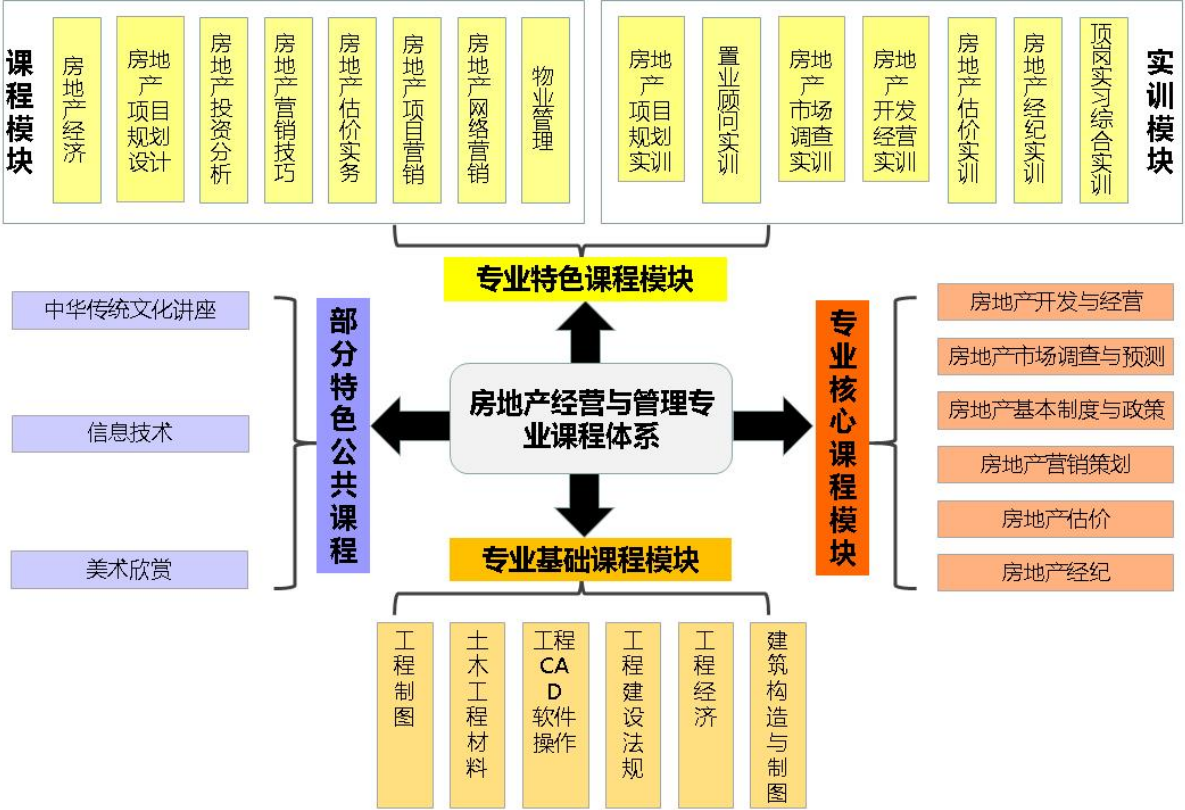 课程模块
房地产经济
房地
产
项目
规划
设计
房地产投资分析
房地产营销技巧
房地产估价实务
房地产项目营销
房地产网络营销
物业管理
房地
产
项目
规划
实训
置业顾问实训
房地
产
市场
调查
实训
房地
产
开发
经营
实训
房地产估价实训
房地产经纪实训
顶岗实习综合实训
实训模块
专业特色课程模块
中华传统文化讲座
信息技术
美术欣赏
部分特色公共课程
房地产经营与管理专
业课程体系
专业核心课程模块
房地产开发与经营
房地产市场调查与预测
房地产基本制度与政策
房地产营销策划
房地产估价
房地产经纪
专业基础课程模块
工程制图
土木工程材料
工程
CA
D
软件
操作
工程建设法规
工程经济
建筑构造与制图